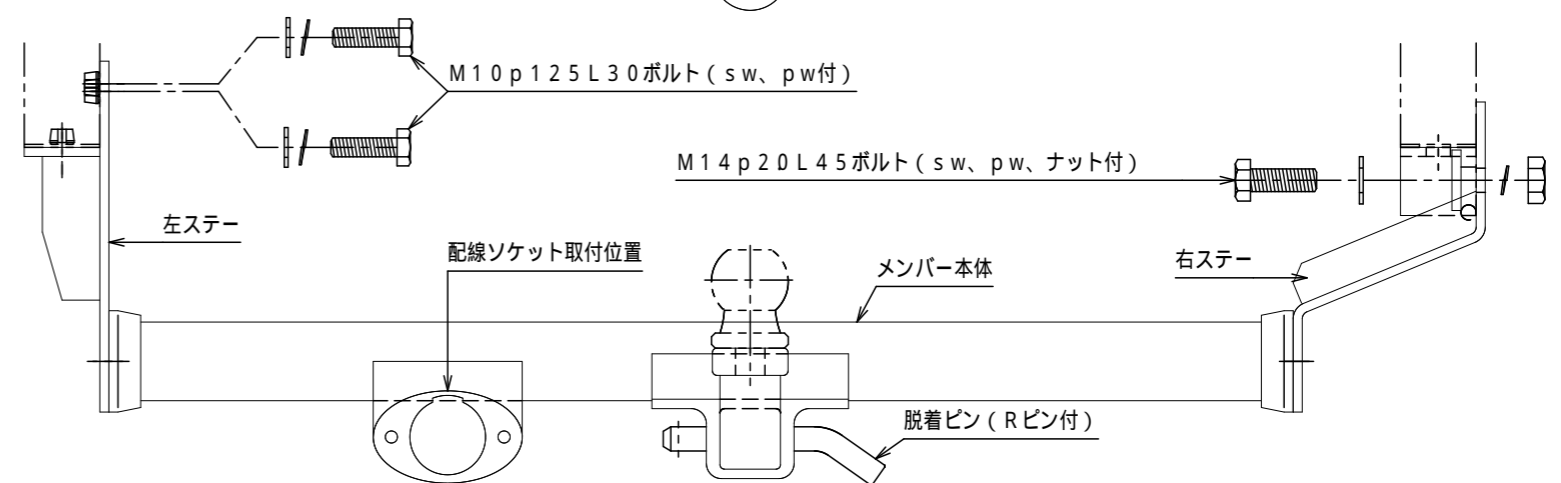 M10p125L30ボルト(sw、pw付)
M14p20L45ボルト(sw、pw、ナット付)
左ステー
配線ソケット取付位置
メンバー本体
右ステー
脱着ピン(Rピン付)